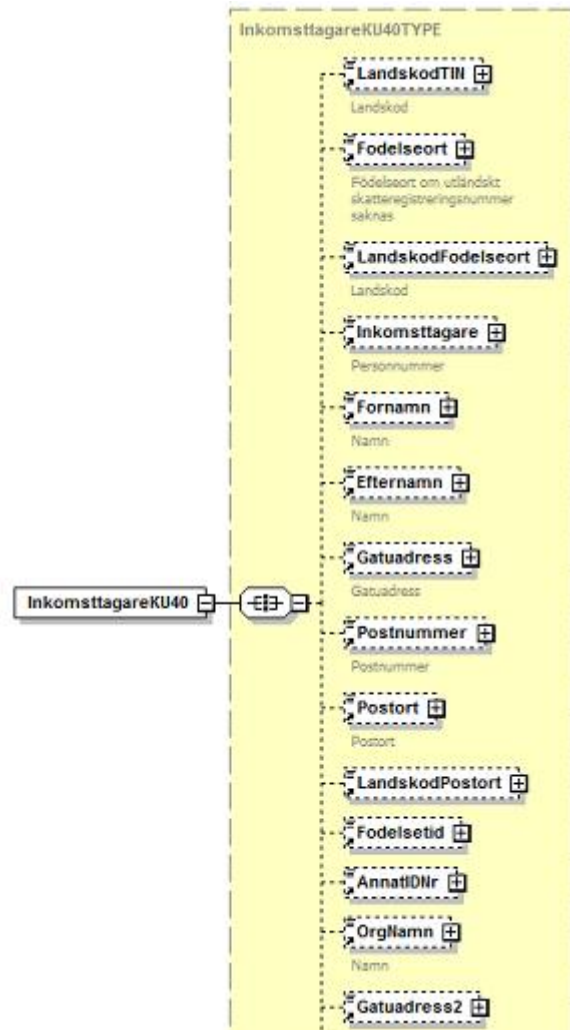 InkomsttagareKU40TYPE
LandskodTIN
Landskod
Fodelseort
Födelseort om utländskt
skatteregistreringsnummer
saknas
LandskodFodelseort
Landskod
Inkomsttagare
Personnummer
Fornamn
Namn
Efternamn
Namn
Gatuadress
Gatuadress
InkomsttagareKU40
Postnummer
Postnummer
Postort
Postort
LandskodPostort
Fodelsetid
AnnatIDNr
OrgNamn
Namn
Gatuadress2